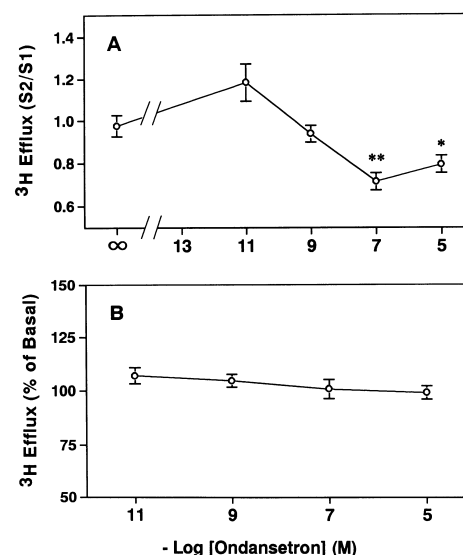 A
³H Efflux (S2/S1)
1.4
1.2
1.0
0.8
0.6
**
*
∞ 13 11 9 7 5
B
³H Efflux (% of Basal)
150
125
100
75
50
11 9 7 5
- Log [Ondansetron] (M)